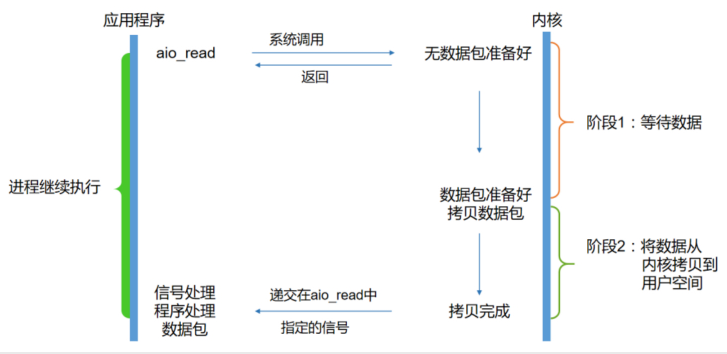 应用程序
内核
aio_read
系统调用
返回
无数据包准备好
阶段1：等待数据
进程继续执行
数据包准备好
拷贝数据包
阶段2：将数据从
内核拷贝到
用户空间
信号处理
程序处理
数据包
递交在aio_read中
指定的信号
拷贝完成